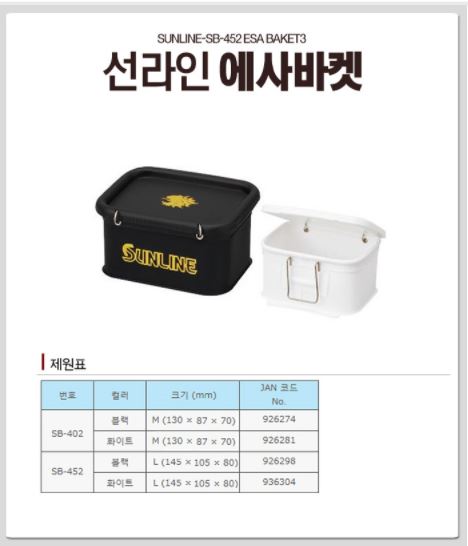 SUNLINE-SB-452 ESA BAKET3
선라인 에사바켓
SUNLINE
제원표
번호 컬러 크기 (mm) JAN 코드 No.
SB-402 블랙 M (130 × 87 × 70) 926274
화이트 M (130 × 87 × 70) 926281
SB-452 블랙 L (145 × 105 × 80) 926298
화이트 L (145 × 105 × 80) 936304